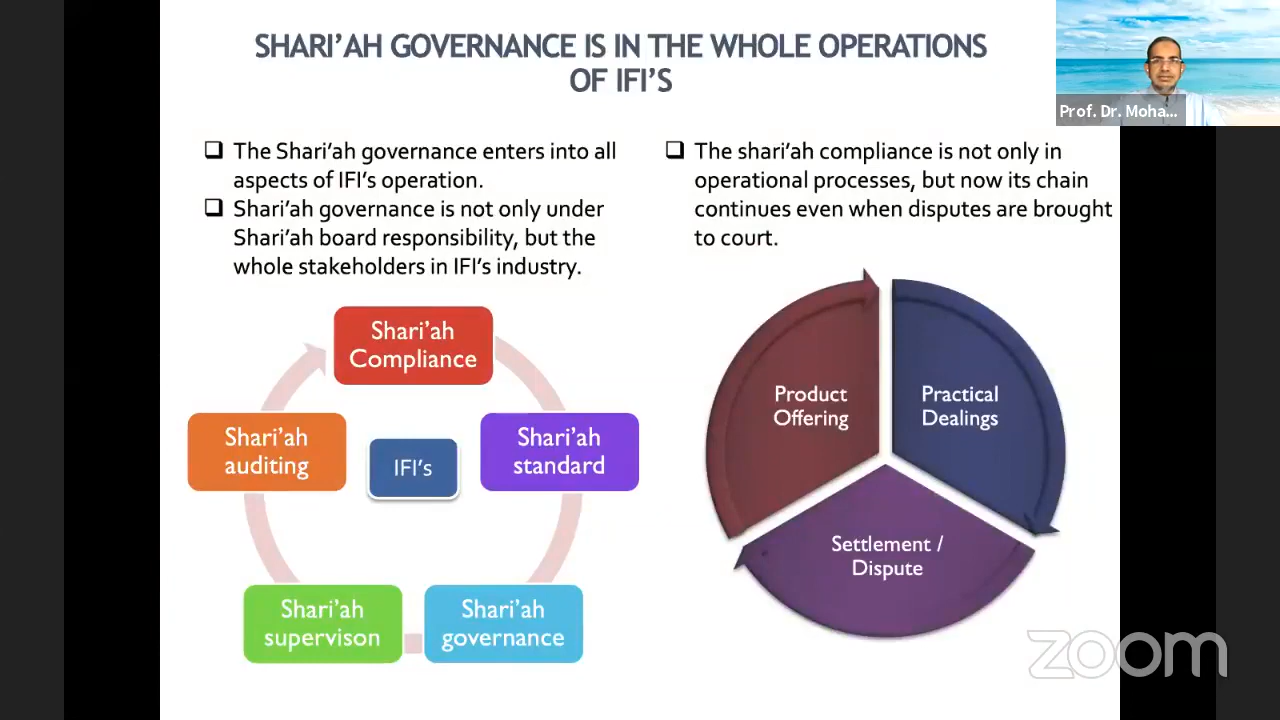 SHARI'AH GOVERNANCE IS IN THE WHOLE OPERATIONS
OF IFI'S
Prof. Dr. Moha...
❑ The Shari'ah governance enters into all
aspects of IFI's operation.
❑ Shari'ah governance is not only under
Shari'ah board responsibility, but the
whole stakeholders in IFI's industry.
❑ The shari'ah compliance is not only in
operational processes, but now its chain
continues even when disputes are brought
to court.
Shari'ah
Compliance
Shari'ah
auditing
IFI's
Shari'ah
standard
Shari'ah
supervison
Shari'ah
governance
Product
Offering
Practical
Dealings
Settlement /
Dispute
zoom